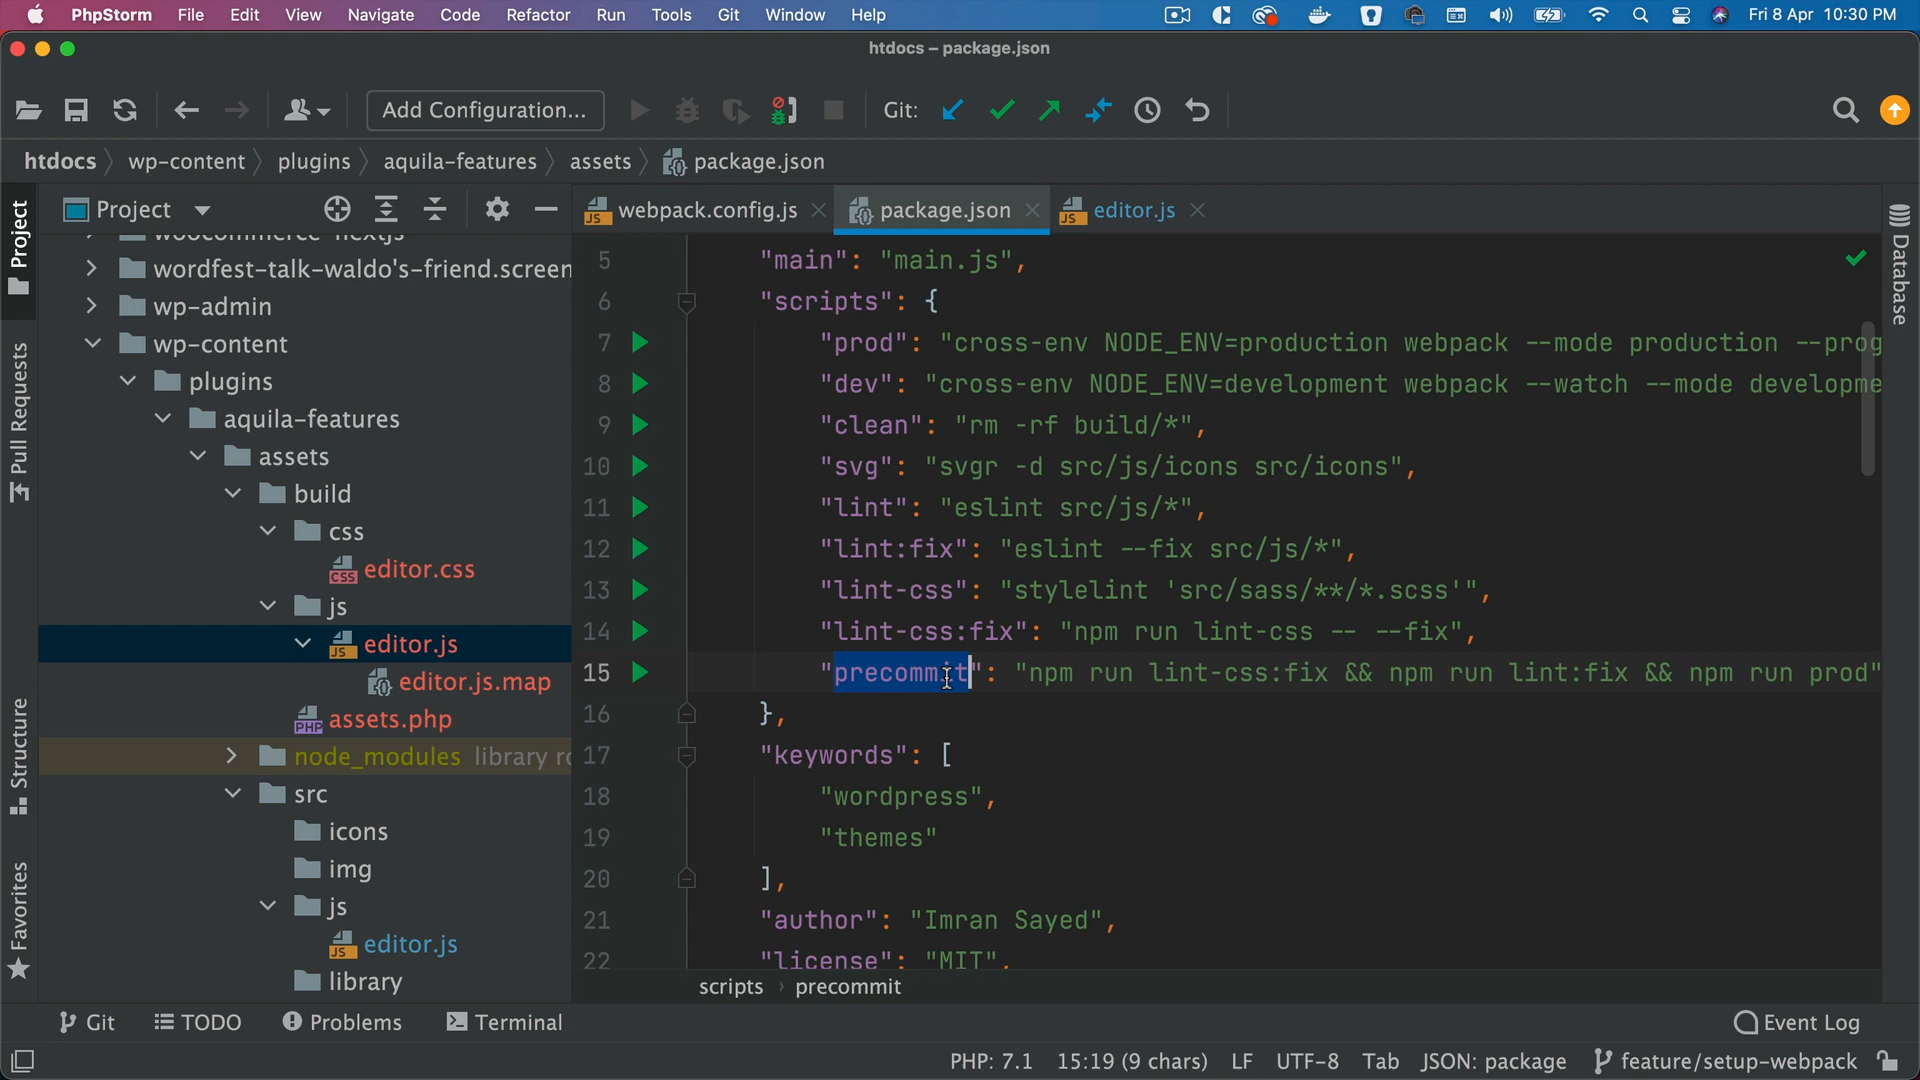 PhpStorm File Edit View Navigate Code Refactor Run Tools Git Window Help Fri 8 Apr 10:30 PM
htdocs – package.json
Add Configuration... Git:
htdocs wp-content plugins aquila-features assets package.json
Project
webpack.config.js package.json editor.js
Project
Pull Requests
Structure
Favorites
Database
woocommerce-nextjs
wordfest-talk-waldo's-friend.screen
wp-admin
wp-content
plugins
aquila-features
assets
build
css
editor.css
js
editor.js
editor.js.map
assets.php
node_modules library ro
src
icons
img
js
editor.js
library
5 "main": "main.js",
6 "scripts": {
7 "prod": "cross-env NODE_ENV=production webpack --mode production --prog
8 "dev": "cross-env NODE_ENV=development webpack --watch --mode developme
9 "clean": "rm -rf build/*",
10 "svg": "svgr -d src/js/icons src/icons",
11 "lint": "eslint src/js/*",
12 "lint:fix": "eslint --fix src/js/*",
13 "lint-css": "stylelint 'src/sass/**/*.scss'",
14 "lint-css:fix": "npm run lint-css -- --fix",
15 "precommit": "npm run lint-css:fix && npm run lint:fix && npm run prod"
16 },
17 "keywords": [
18 "wordpress",
19 "themes"
20 ],
21 "author": "Imran Sayed",
22 "license": "MIT",
scripts precommit
Git TODO Problems Terminal Event Log
PHP: 7.1 15:19 (9 chars) LF UTF-8 Tab JSON: package feature/setup-webpack